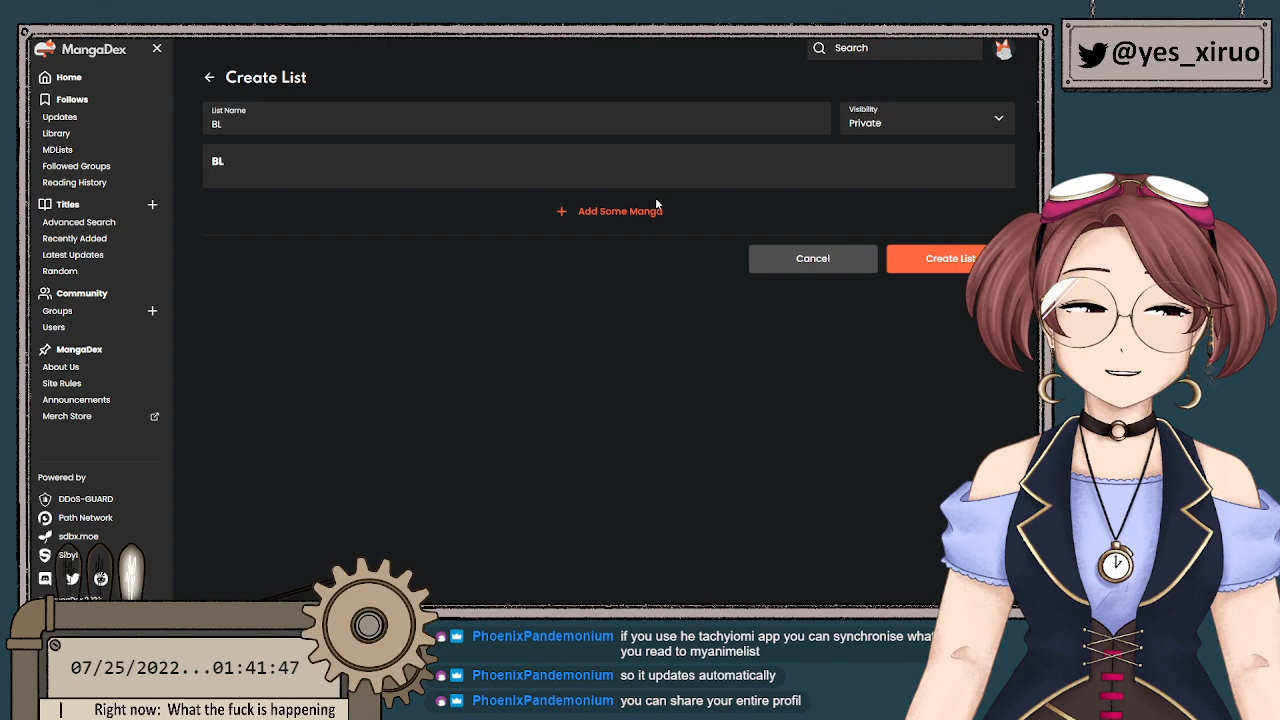 MangaDex
Home
Follows
Updates
Library
MDLists
Followed Groups
Reading History
Titles
Advanced Search
Recently Added
Latest Updates
Random
Community
Groups
Users
MangaDex
About Us
Site Rules
Announcements
Merch Store
Powered by
DDoS-GUARD
Path Network
sdbx.moe
Sibyl
Search
Create List
List Name
BL
Visibility
Private
BL
Add Some Manga
Cancel
Create List
@yes_xiruo
07/25/2022...01:41:47
Right now: What the fuck is happening
PhoenixPandemonium if you use he tachyiomi app you can synchronise what
you read to myanimelist
PhoenixPandemonium so it updates automatically
PhoenixPandemonium you can share your entire profil